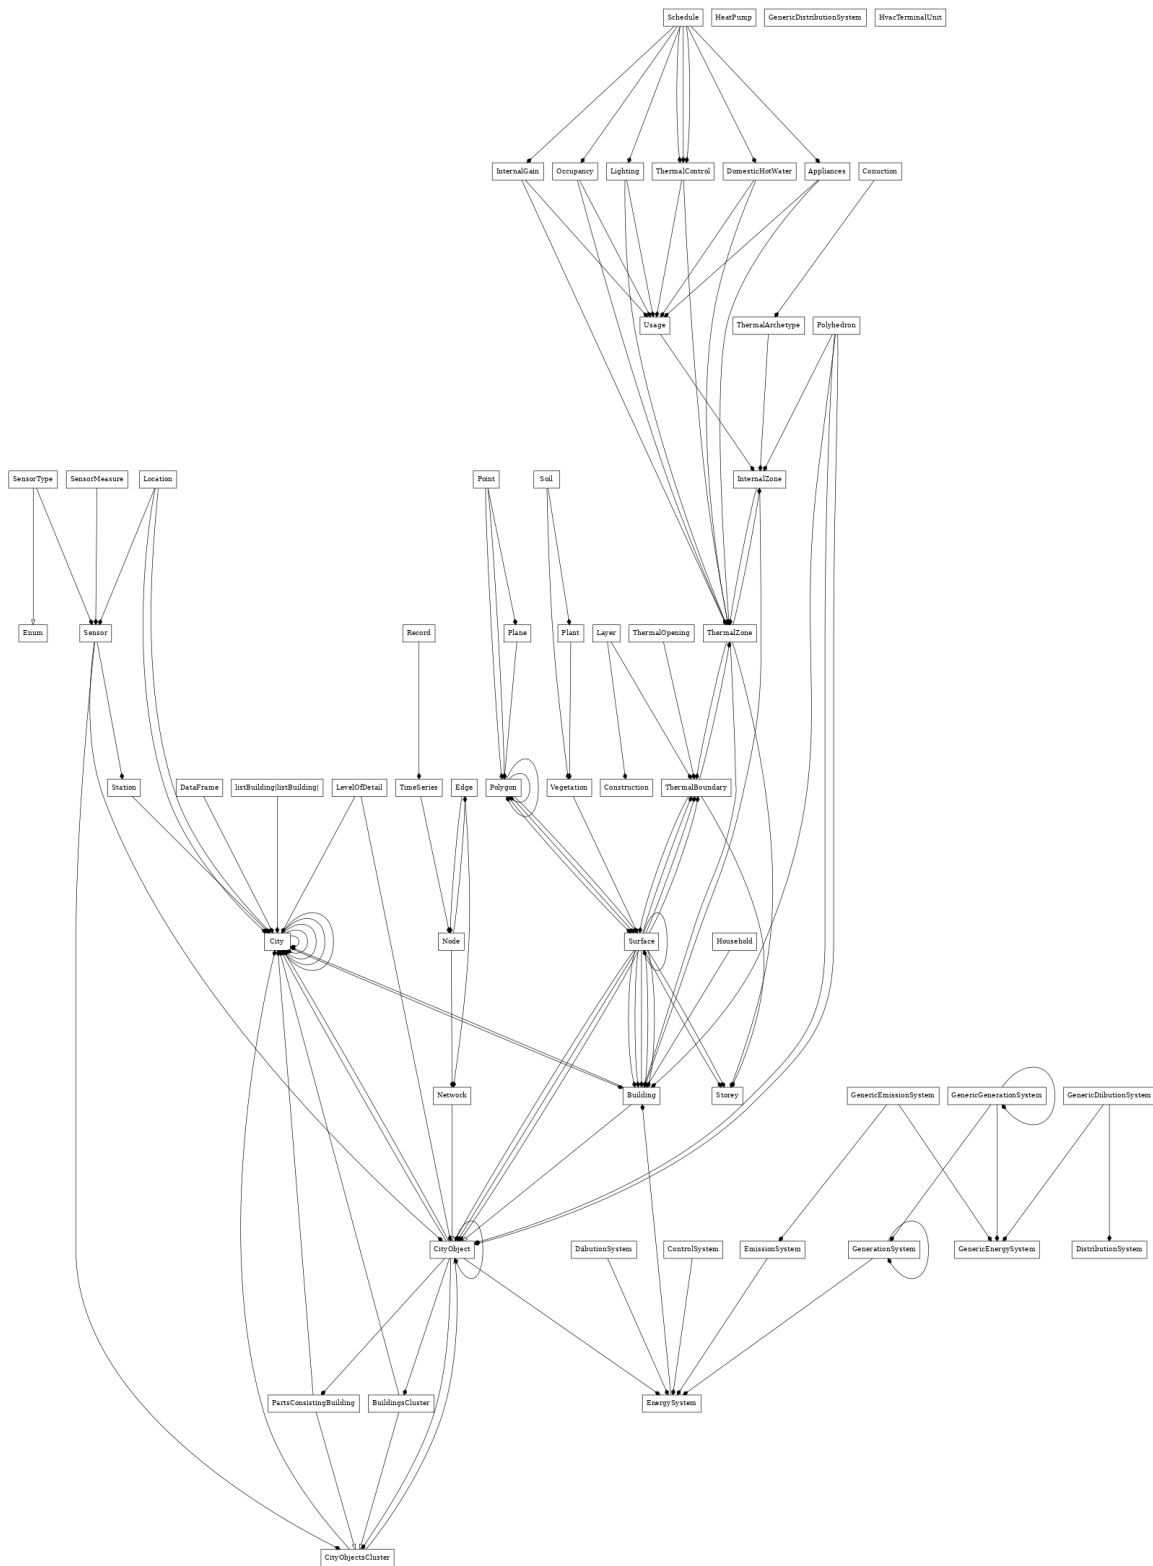 Schedule
HeatPump
GenericDistributionSystem
HvacTerminalUnit
InternalGain
Occupancy
Lighting
ThermalControl
DomesticHotWater
Appliances
Conuction
Usage
ThermalArchetype
Polyhedron
SensorType
SensorMeasure
Location
Point
Soil
InternalZone
Enum
Sensor
Record
Plane
Plant
Layer
ThermalOpening
ThermalZone
Station
DataFrame
listBuilding|listBuilding|
LevelOfDetail
TimeSeries
Edge
Polygon
Vegetation
Construction
ThermalBoundary
City
Node
Surface
Household
Network
Building
Storey
GenericEmissionSystem
GenericGenerationSystem
GenericDiibutionSystem
CityObject
DiibutionSystem
ControlSystem
EmissionSystem
GenerationSystem
GenericEnergySystem
DistributionSystem
PartsConsistingBuilding
BuildingsCluster
EnergySystem
CityObjectsCluster